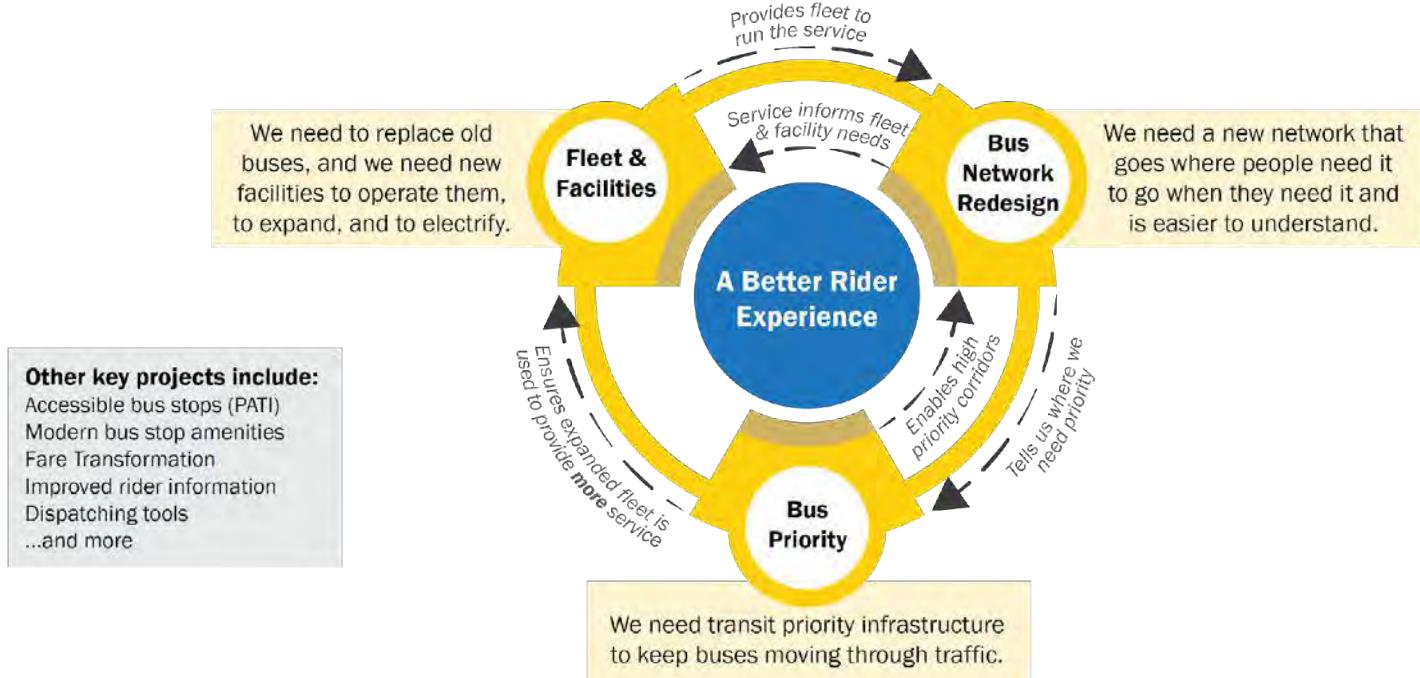 Provides fleet to
run the service
Service informs fleet
& facility needs
We need to replace old
buses, and we need new
facilities to operate them,
to expand, and to electrify.
Fleet &
Facilities
Bus
Network
Redesign
We need a new network that
goes where people need it
to go when they need it and
is easier to understand.
A Better Rider
Experience
Other key projects include:
Accessible bus stops (PATI)
Modern bus stop amenities
Fare Transformation
Improved rider information
Dispatching tools
...and more
Ensures expanded fleet is
used to provide more service
Enables high
priority corridors
Tells us where we
need priority
Bus
Priority
We need transit priority infrastructure
to keep buses moving through traffic.